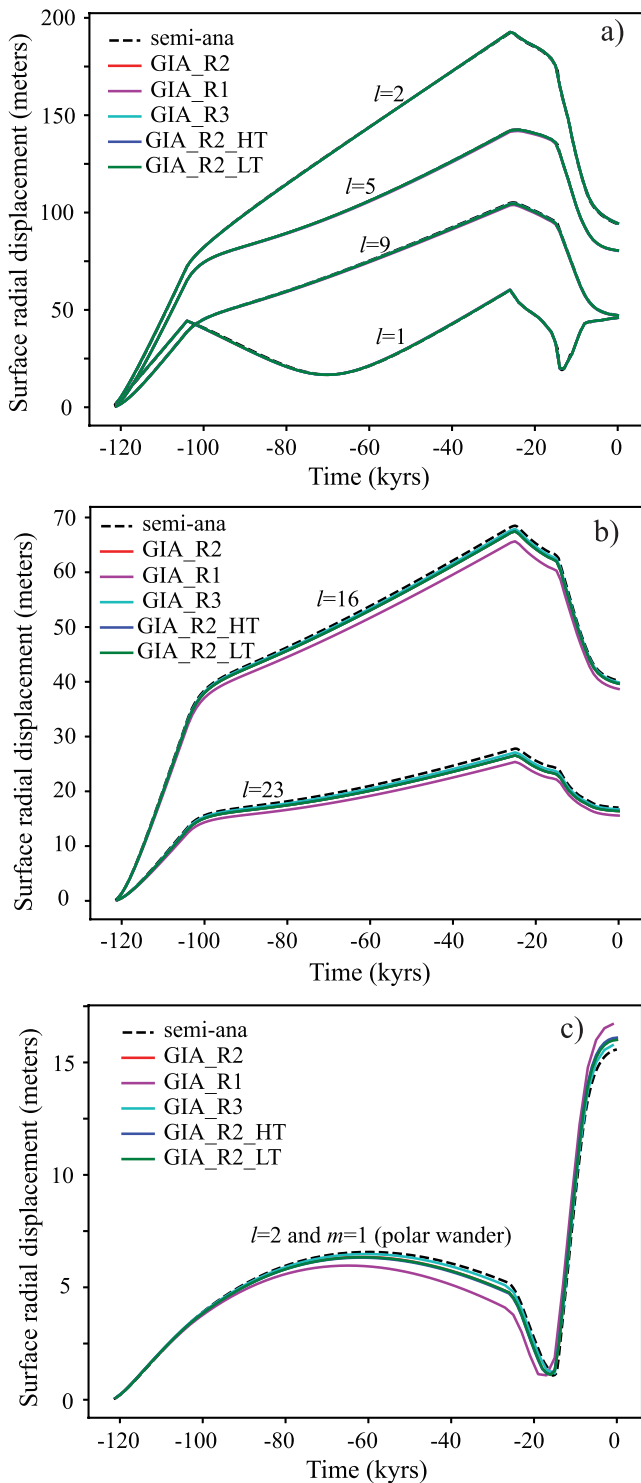 a)
200
150
100
50
0
Surface radial displacement (meters)
semi-ana
GIA_R2
GIA_R1
GIA_R3
GIA_R2_HT
GIA_R2_LT
l=2
l=5
l=9
l=1
-120 -100 -80 -60 -40 -20 0
Time (kyrs)
b)
70
60
50
40
30
20
10
0
Surface radial displacement (meters)
semi-ana
GIA_R2
GIA_R1
GIA_R3
GIA_R2_HT
GIA_R2_LT
l=16
l=23
-120 -100 -80 -60 -40 -20 0
Time (kyrs)
c)
15
10
5
0
Surface radial displacement (meters)
semi-ana
GIA_R2
GIA_R1
GIA_R3
GIA_R2_HT
GIA_R2_LT
l=2 and m=1 (polar wander)
-120 -100 -80 -60 -40 -20 0
Time (kyrs)